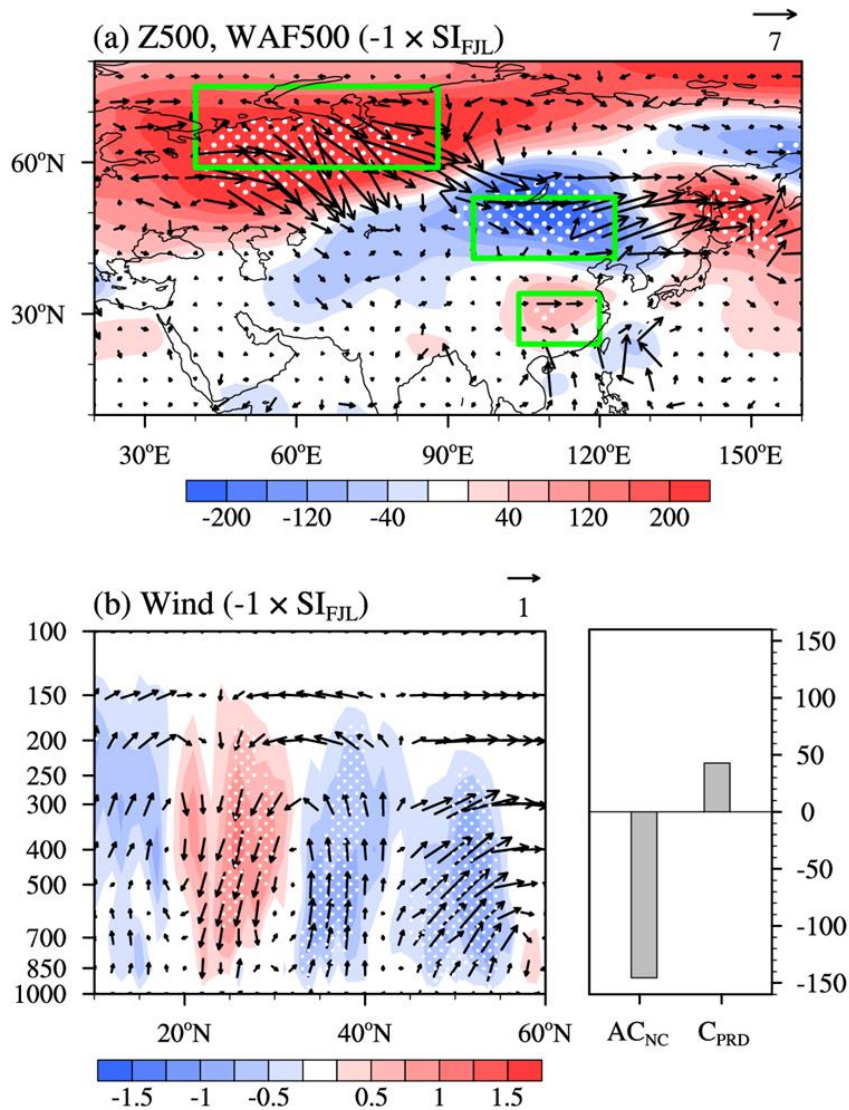 (a) Z500, WAF500 (-1 × SI_FJL)
7
60°N
30°N
30°E 60°E 90°E 120°E 150°E
-200 -120 -40 40 120 200
(b) Wind (-1 × SI_FJL)
1
100
150
200
250
300
400
500
700
850
1000
20°N 40°N 60°N
-1.5 -1 -0.5 0.5 1 1.5
150
100
50
0
-50
-100
-150
AC_NC C_PRD